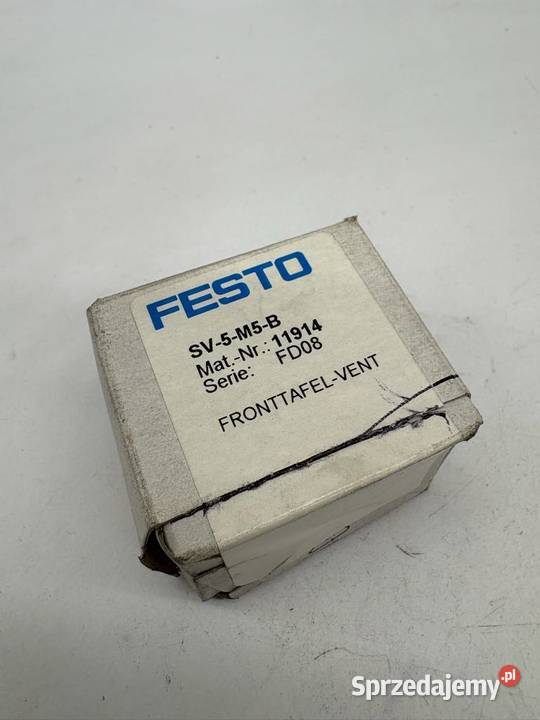 FESTO
SV-5-M5-B
Mat.-Nr.: 11914
Serie: FD08
FRONTTAFEL-VENT
Sprzedajemy.pl